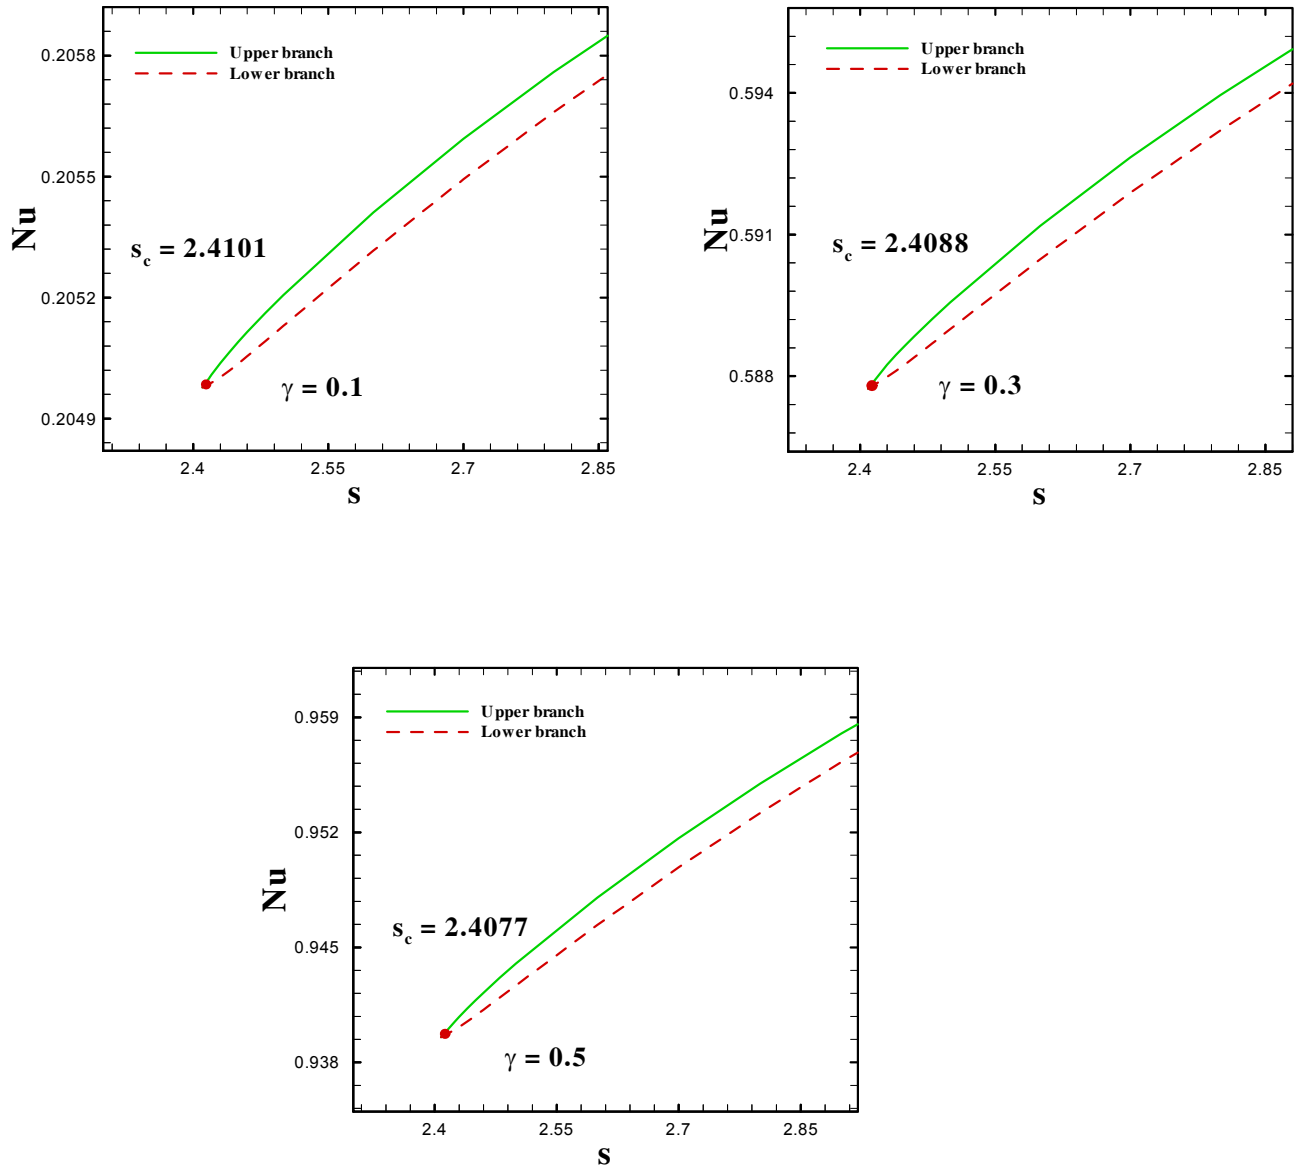 Upper branch
Lower branch
0.2058
0.2055
0.2052
0.2049
Nu
s_c = 2.4101
γ = 0.1
2.4 2.55 2.7 2.85
s
Upper branch
Lower branch
0.594
0.591
0.588
Nu
s_c = 2.4088
γ = 0.3
2.4 2.55 2.7 2.85
s
Upper branch
Lower branch
0.959
0.952
0.945
0.938
Nu
s_c = 2.4077
γ = 0.5
2.4 2.55 2.7 2.85
s